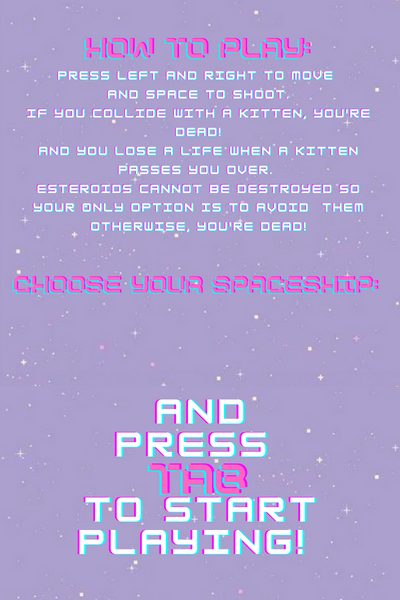 HOW TO PLAY:
PRESS LEFT AND RIGHT TO MOVE
AND SPACE TO SHOOT.
IF YOU COLLIDE WITH A KITTEN, YOU'RE
DEAD!
AND YOU LOSE A LIFE WHEN A KITTEN
PASSES YOU OVER.
ESTEROIDS CANNOT BE DESTROYED SO
YOUR ONLY OPTION IS TO AVOID THEM
OTHERWISE, YOU'RE DEAD!
CHOOSE YOUR SPACESHIP:
AND
PRESS
TAB
TO START
PLAYING!